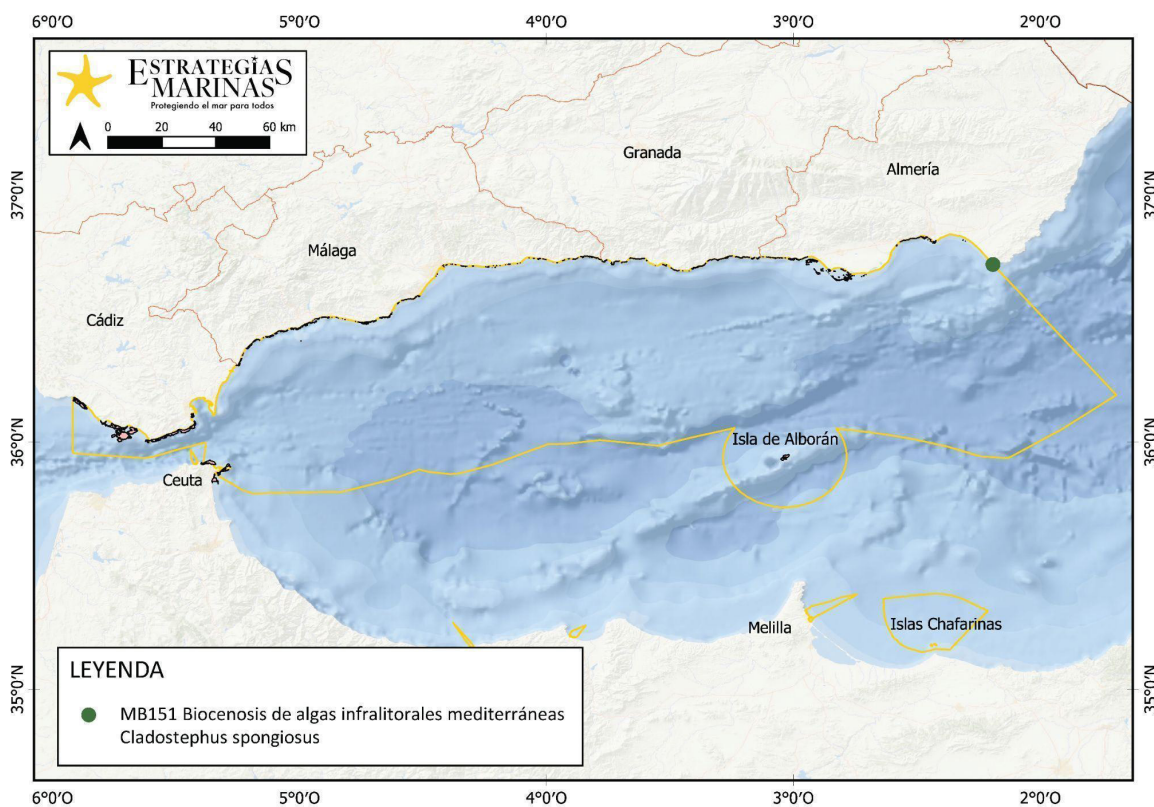 6°0'O 5°0'O 4°0'O 3°0'O 2°0'O
ESTRATEGIAS
MARINAS
Protegiendo el mar para todos
0 20 40 60 km
37°0'N
37°0'N
Granada
Almería
Málaga
Cádiz
36°0'N
36°0'N
Isla de Alborán
Ceuta
Melilla
Islas Chafarinas
35°0'N
35°0'N
LEYENDA
MB151 Biocenosis de algas infralitorales mediterráneas
Cladostephus spongiosus
6°0'O 5°0'O 4°0'O 3°0'O 2°0'O